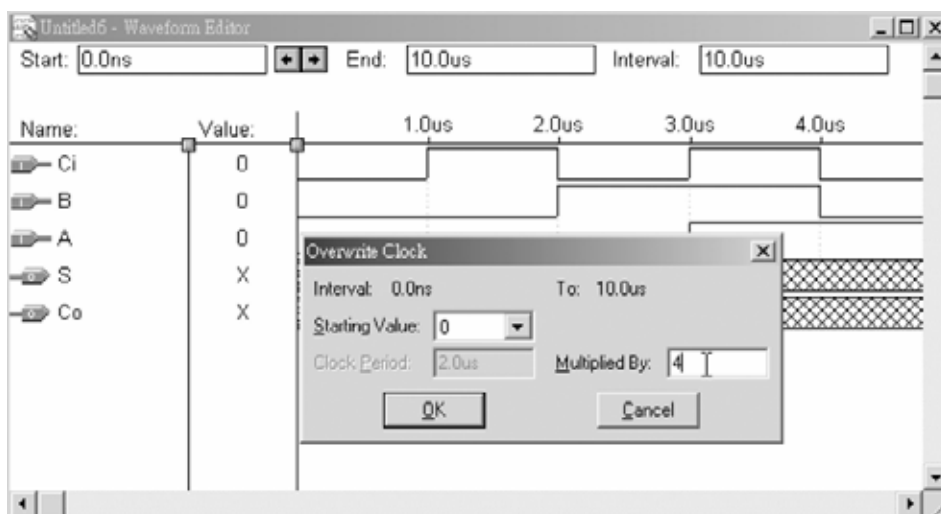 Untitled6 - Waveform Editor
Start: 0.0ns End: 10.0us Interval: 10.0us
Name: Value: 1.0us 2.0us 3.0us 4.0us
Ci 0
B 0
A 0
S X
Co X
Overwrite Clock
Interval: 0.0ns To: 10.0us
Starting Value: 0
Clock Period: 2.0us Multiplied By: 4
OK Cancel